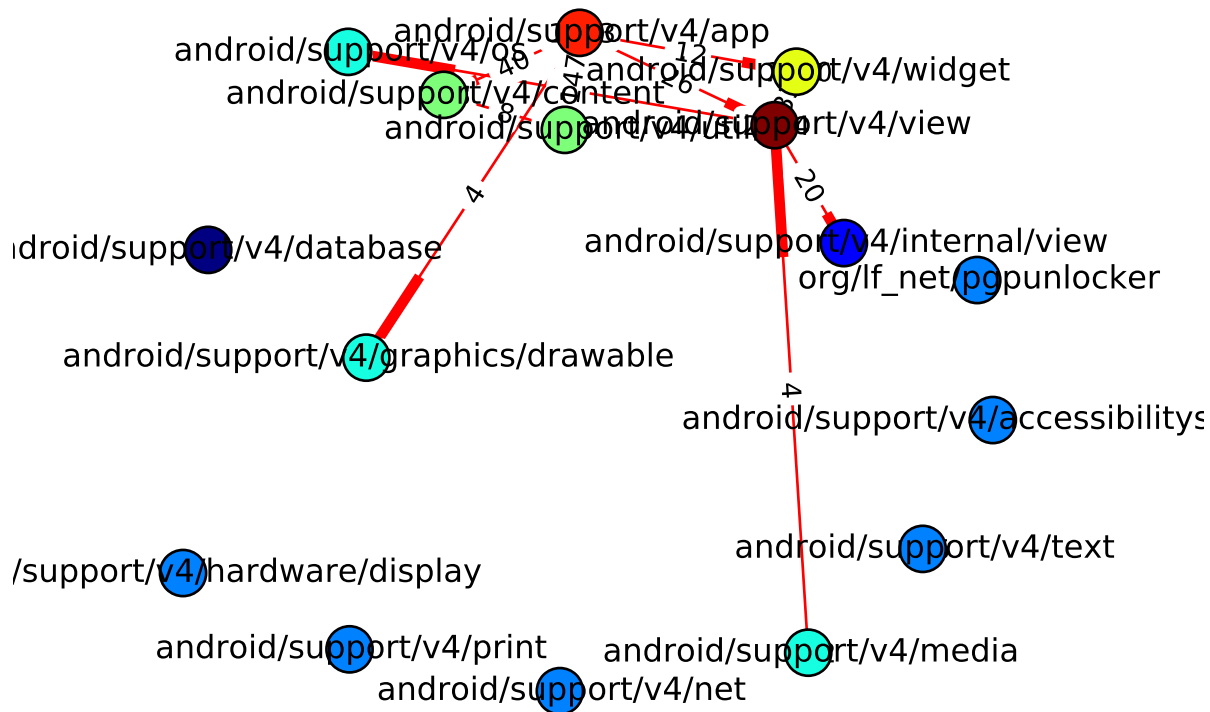 android/support/v4/app
android/support/v4/os
12
40
android/support/v4/widget
26
android/support/v4/content
8
android/support/v4/util
android/support/v4/view
20
4
android/support/v4/internal/view
ndroid/support/v4/database
org/lf_net/pgpunlocker
android/support/v4/graphics/drawable
4
android/support/v4/accessibilitys
android/support/v4/text
/support/v4/hardware/display
android/support/v4/print
android/support/v4/media
android/support/v4/net